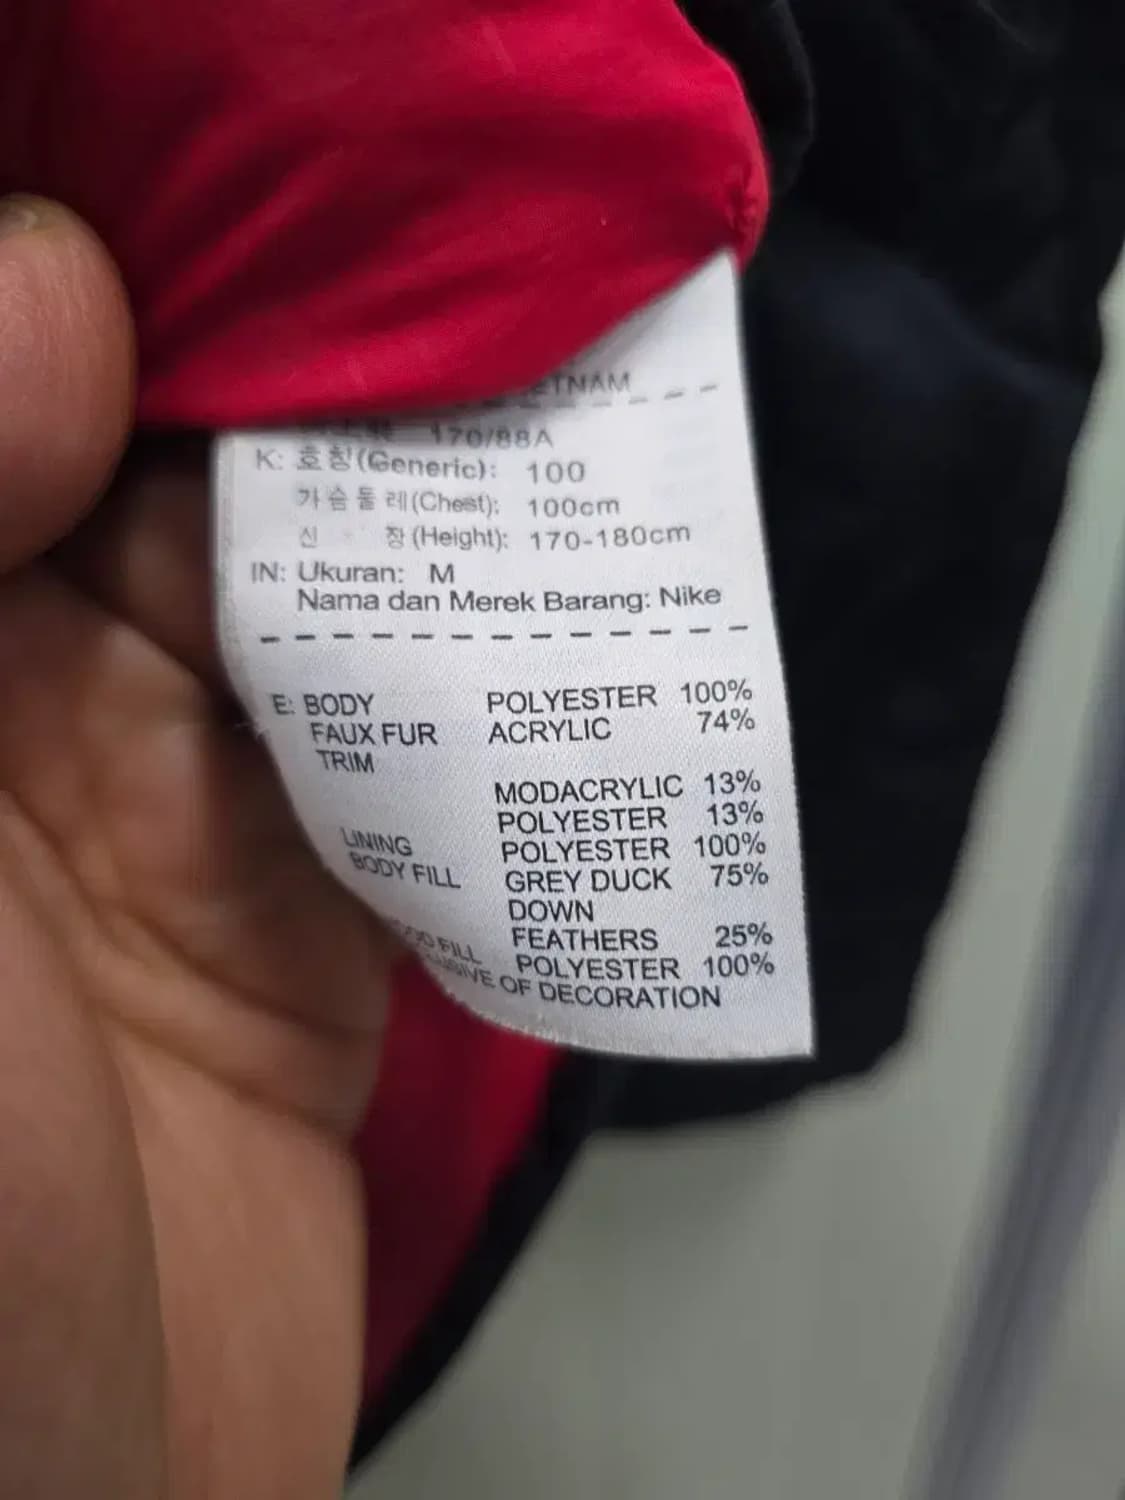 170/88A
K: 호칭(Generic): 100
가슴둘레(Chest): 100cm
신 장(Height): 170-180cm
IN: Ukuran: M
Nama dan Merek Barang: Nike
E: BODY POLYESTER 100%
FAUX FUR ACRYLIC 74%
TRIM
MODACRYLIC 13%
POLYESTER 13%
LINING POLYESTER 100%
BODY FILL GREY DUCK 75%
DOWN
FEATHERS 25%
FILL POLYESTER 100%
OF DECORATION